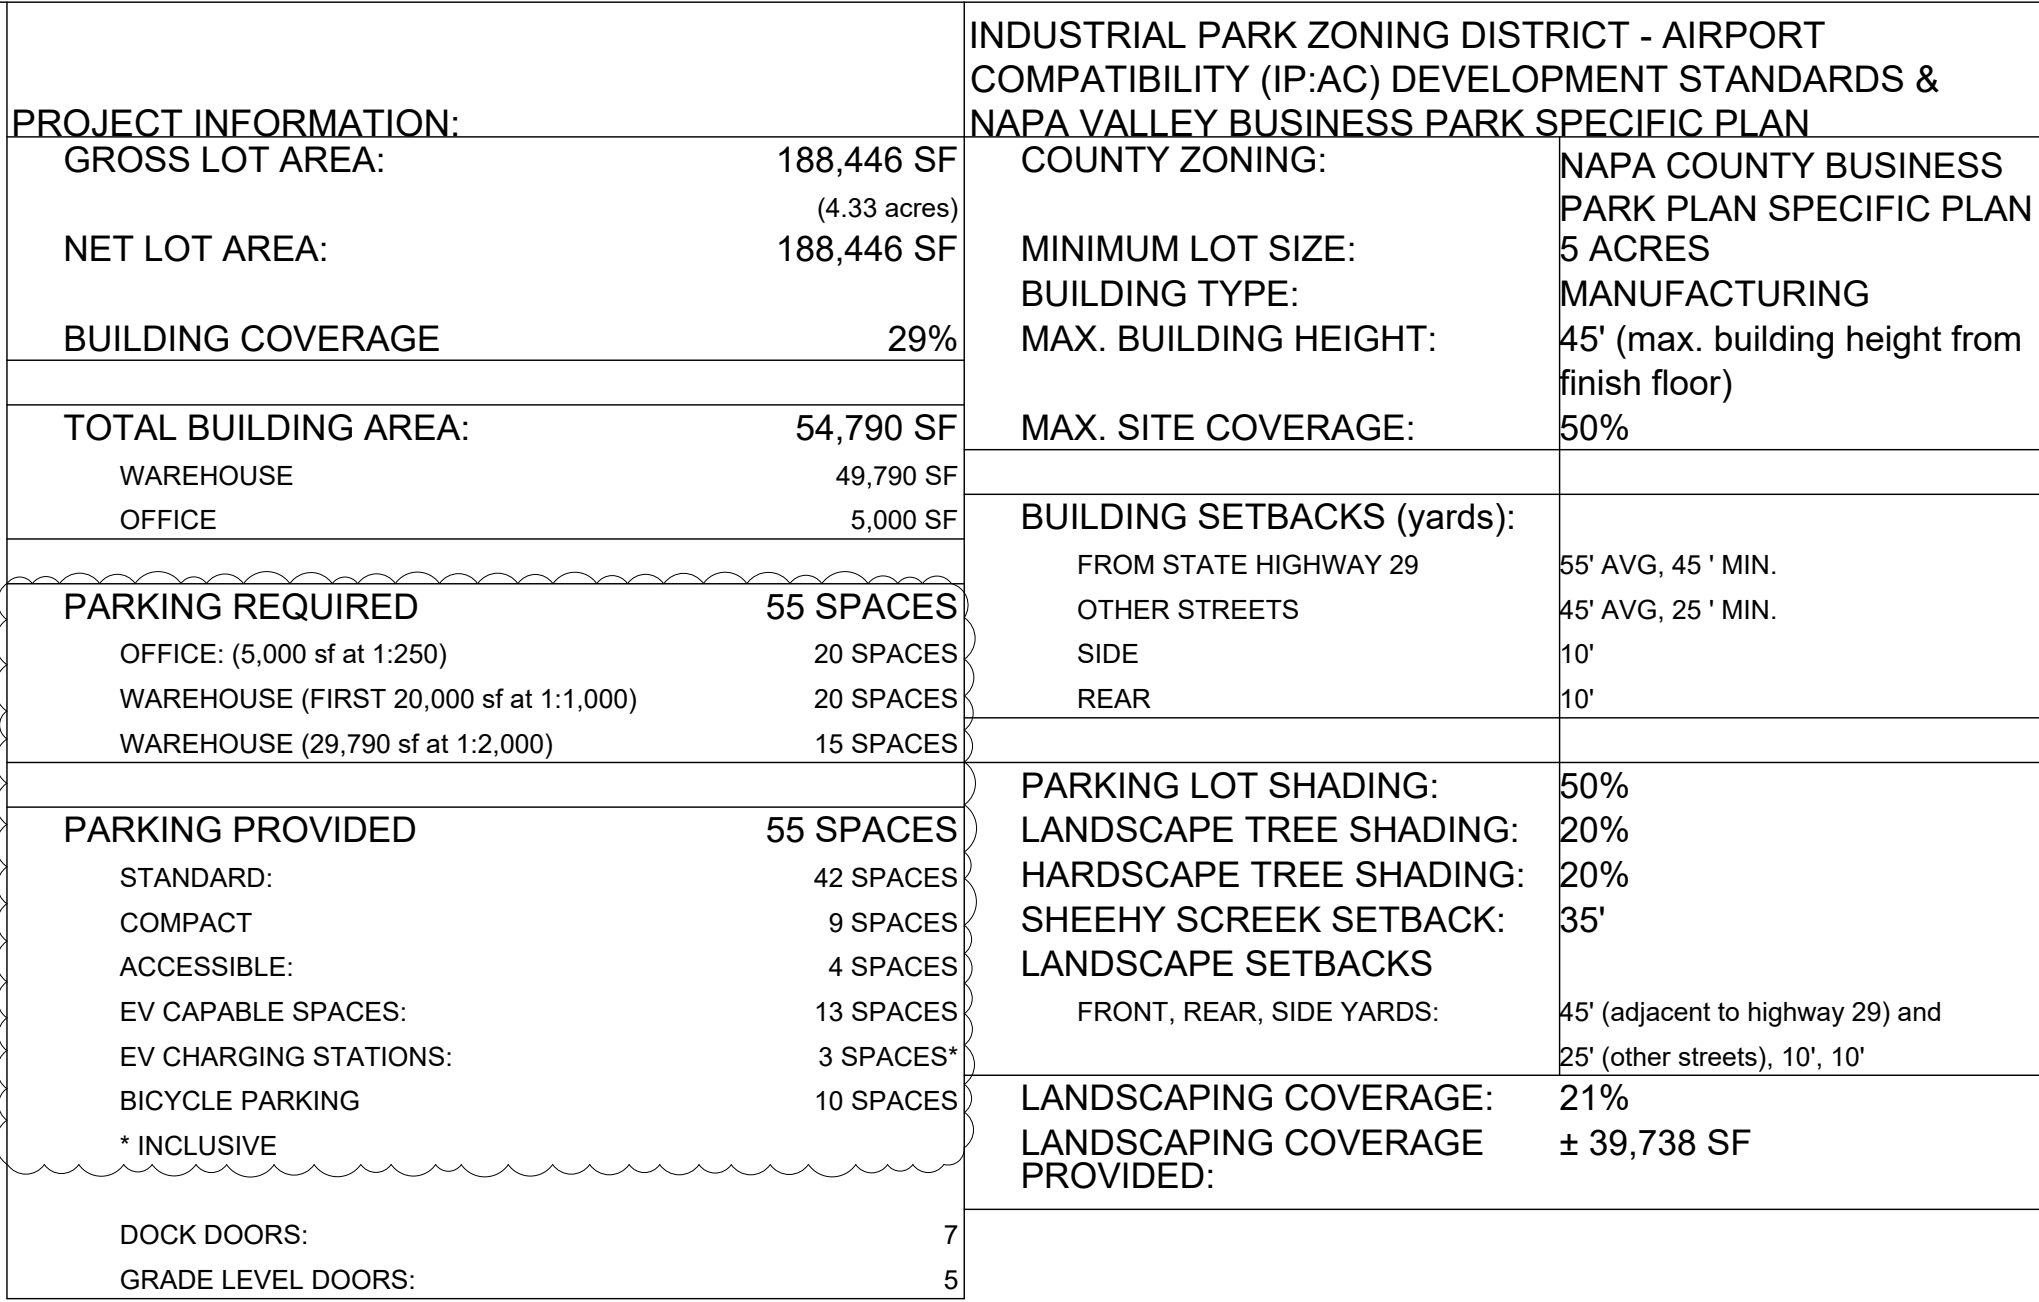 PROJECT INFORMATION:
GROSS LOT AREA: 188,446 SF
(4.33 acres)
NET LOT AREA: 188,446 SF
BUILDING COVERAGE 29%
TOTAL BUILDING AREA: 54,790 SF
WAREHOUSE 49,790 SF
OFFICE 5,000 SF
PARKING REQUIRED 55 SPACES
OFFICE: (5,000 sf at 1:250) 20 SPACES
WAREHOUSE (FIRST 20,000 sf at 1:1,000) 20 SPACES
WAREHOUSE (29,790 sf at 1:2,000) 15 SPACES
PARKING PROVIDED 55 SPACES
STANDARD: 42 SPACES
COMPACT 9 SPACES
ACCESSIBLE: 4 SPACES
EV CAPABLE SPACES: 13 SPACES
EV CHARGING STATIONS: 3 SPACES*
BICYCLE PARKING 10 SPACES
* INCLUSIVE
DOCK DOORS: 7
GRADE LEVEL DOORS: 5
INDUSTRIAL PARK ZONING DISTRICT - AIRPORT
COMPATIBILITY (IP:AC) DEVELOPMENT STANDARDS &
NAPA VALLEY BUSINESS PARK SPECIFIC PLAN
COUNTY ZONING: NAPA COUNTY BUSINESS
PARK PLAN SPECIFIC PLAN
MINIMUM LOT SIZE: 5 ACRES
BUILDING TYPE: MANUFACTURING
MAX. BUILDING HEIGHT: 45' (max. building height from
finish floor)
MAX. SITE COVERAGE: 50%
BUILDING SETBACKS (yards):
FROM STATE HIGHWAY 29 55' AVG, 45 ' MIN.
OTHER STREETS 45' AVG, 25 ' MIN.
SIDE 10'
REAR 10'
PARKING LOT SHADING: 50%
LANDSCAPE TREE SHADING: 20%
HARDSCAPE TREE SHADING: 20%
SHEEHY SCREEK SETBACK: 35'
LANDSCAPE SETBACKS
FRONT, REAR, SIDE YARDS: 45' (adjacent to highway 29) and
25' (other streets), 10', 10'
LANDSCAPING COVERAGE: 21%
LANDSCAPING COVERAGE ± 39,738 SF
PROVIDED: